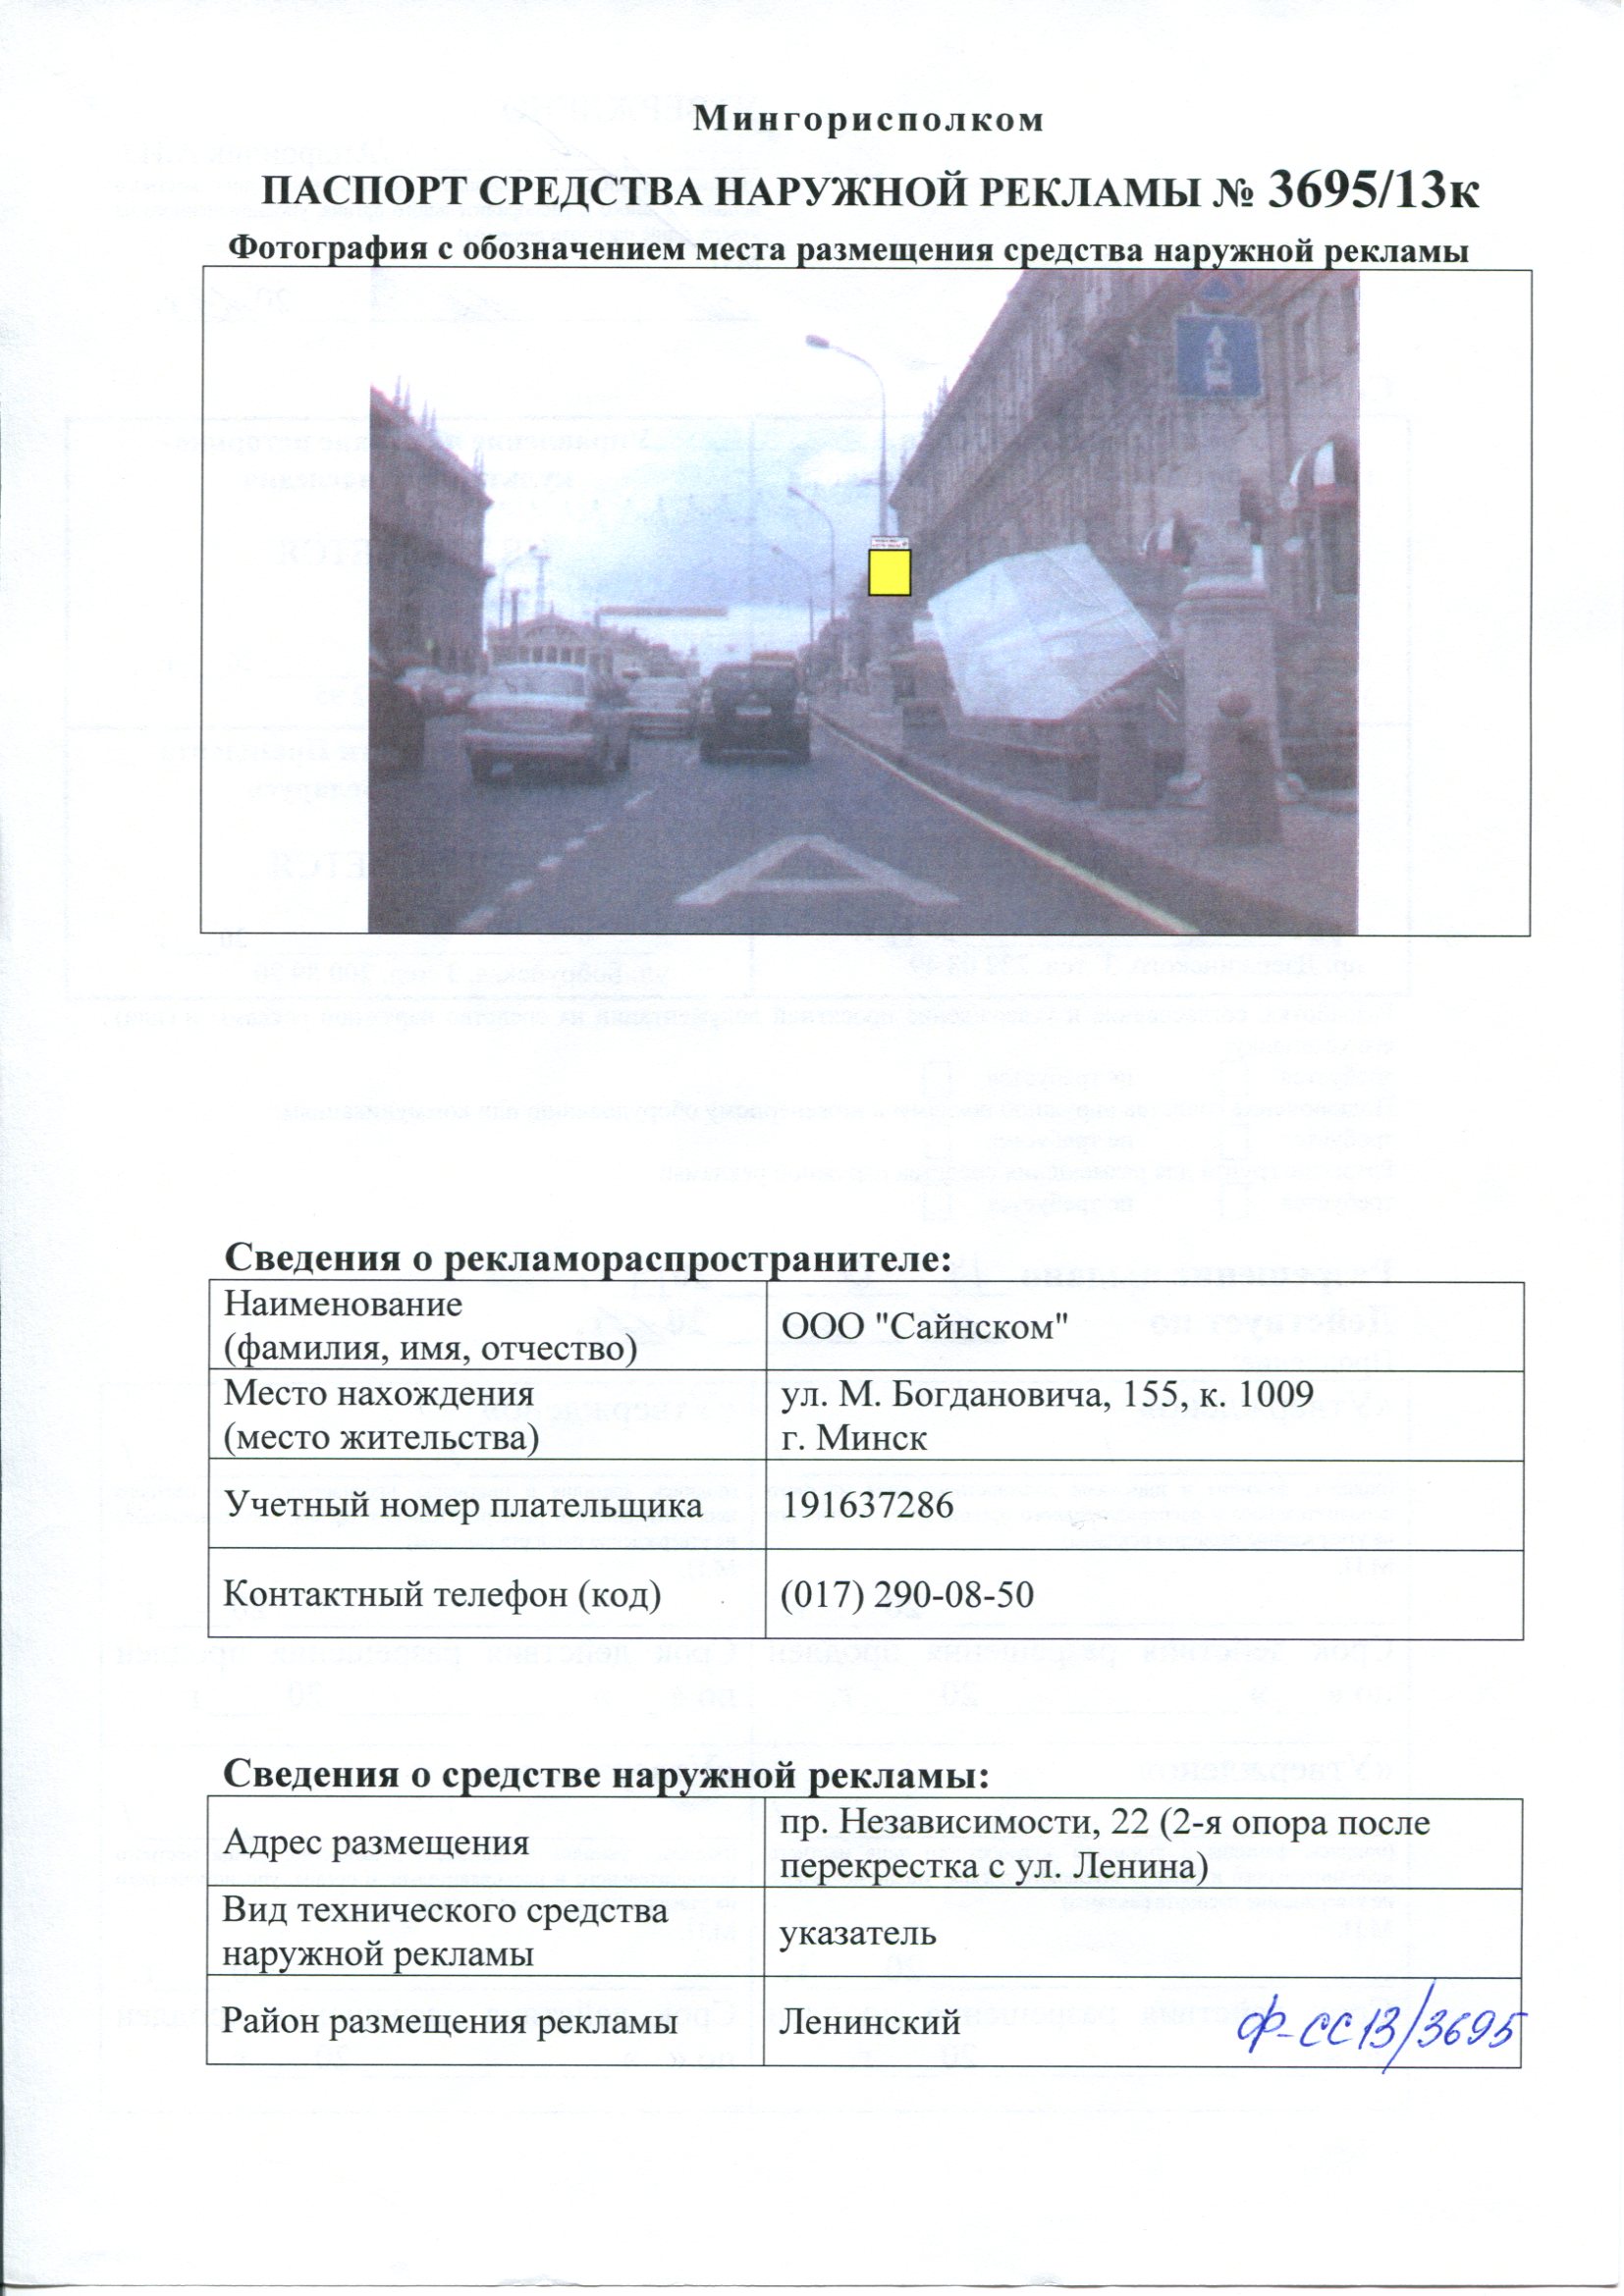 Мингорисполком
ПАСПОРТ СРЕДСТВА НАРУЖНОЙ РЕКЛАМЫ № 3695/13к
Фотография с обозначением места размещения средства наружной рекламы
Сведения о рекламораспространителе:
Наименование
(фамилия, имя, отчество)
ООО "Сайнском"
Место нахождения
(место жительства)
ул. М. Богдановича, 155, к. 1009
г. Минск
Учетный номер плательщика
191637286
Контактный телефон (код)
(017) 290-08-50
Сведения о средстве наружной рекламы:
Адрес размещения
пр. Независимости, 22 (2-я опора после
перекрестка с ул. Ленина)
Вид технического средства
наружной рекламы
указатель
Район размещения рекламы
Ленинский
Ф-СС13/3695